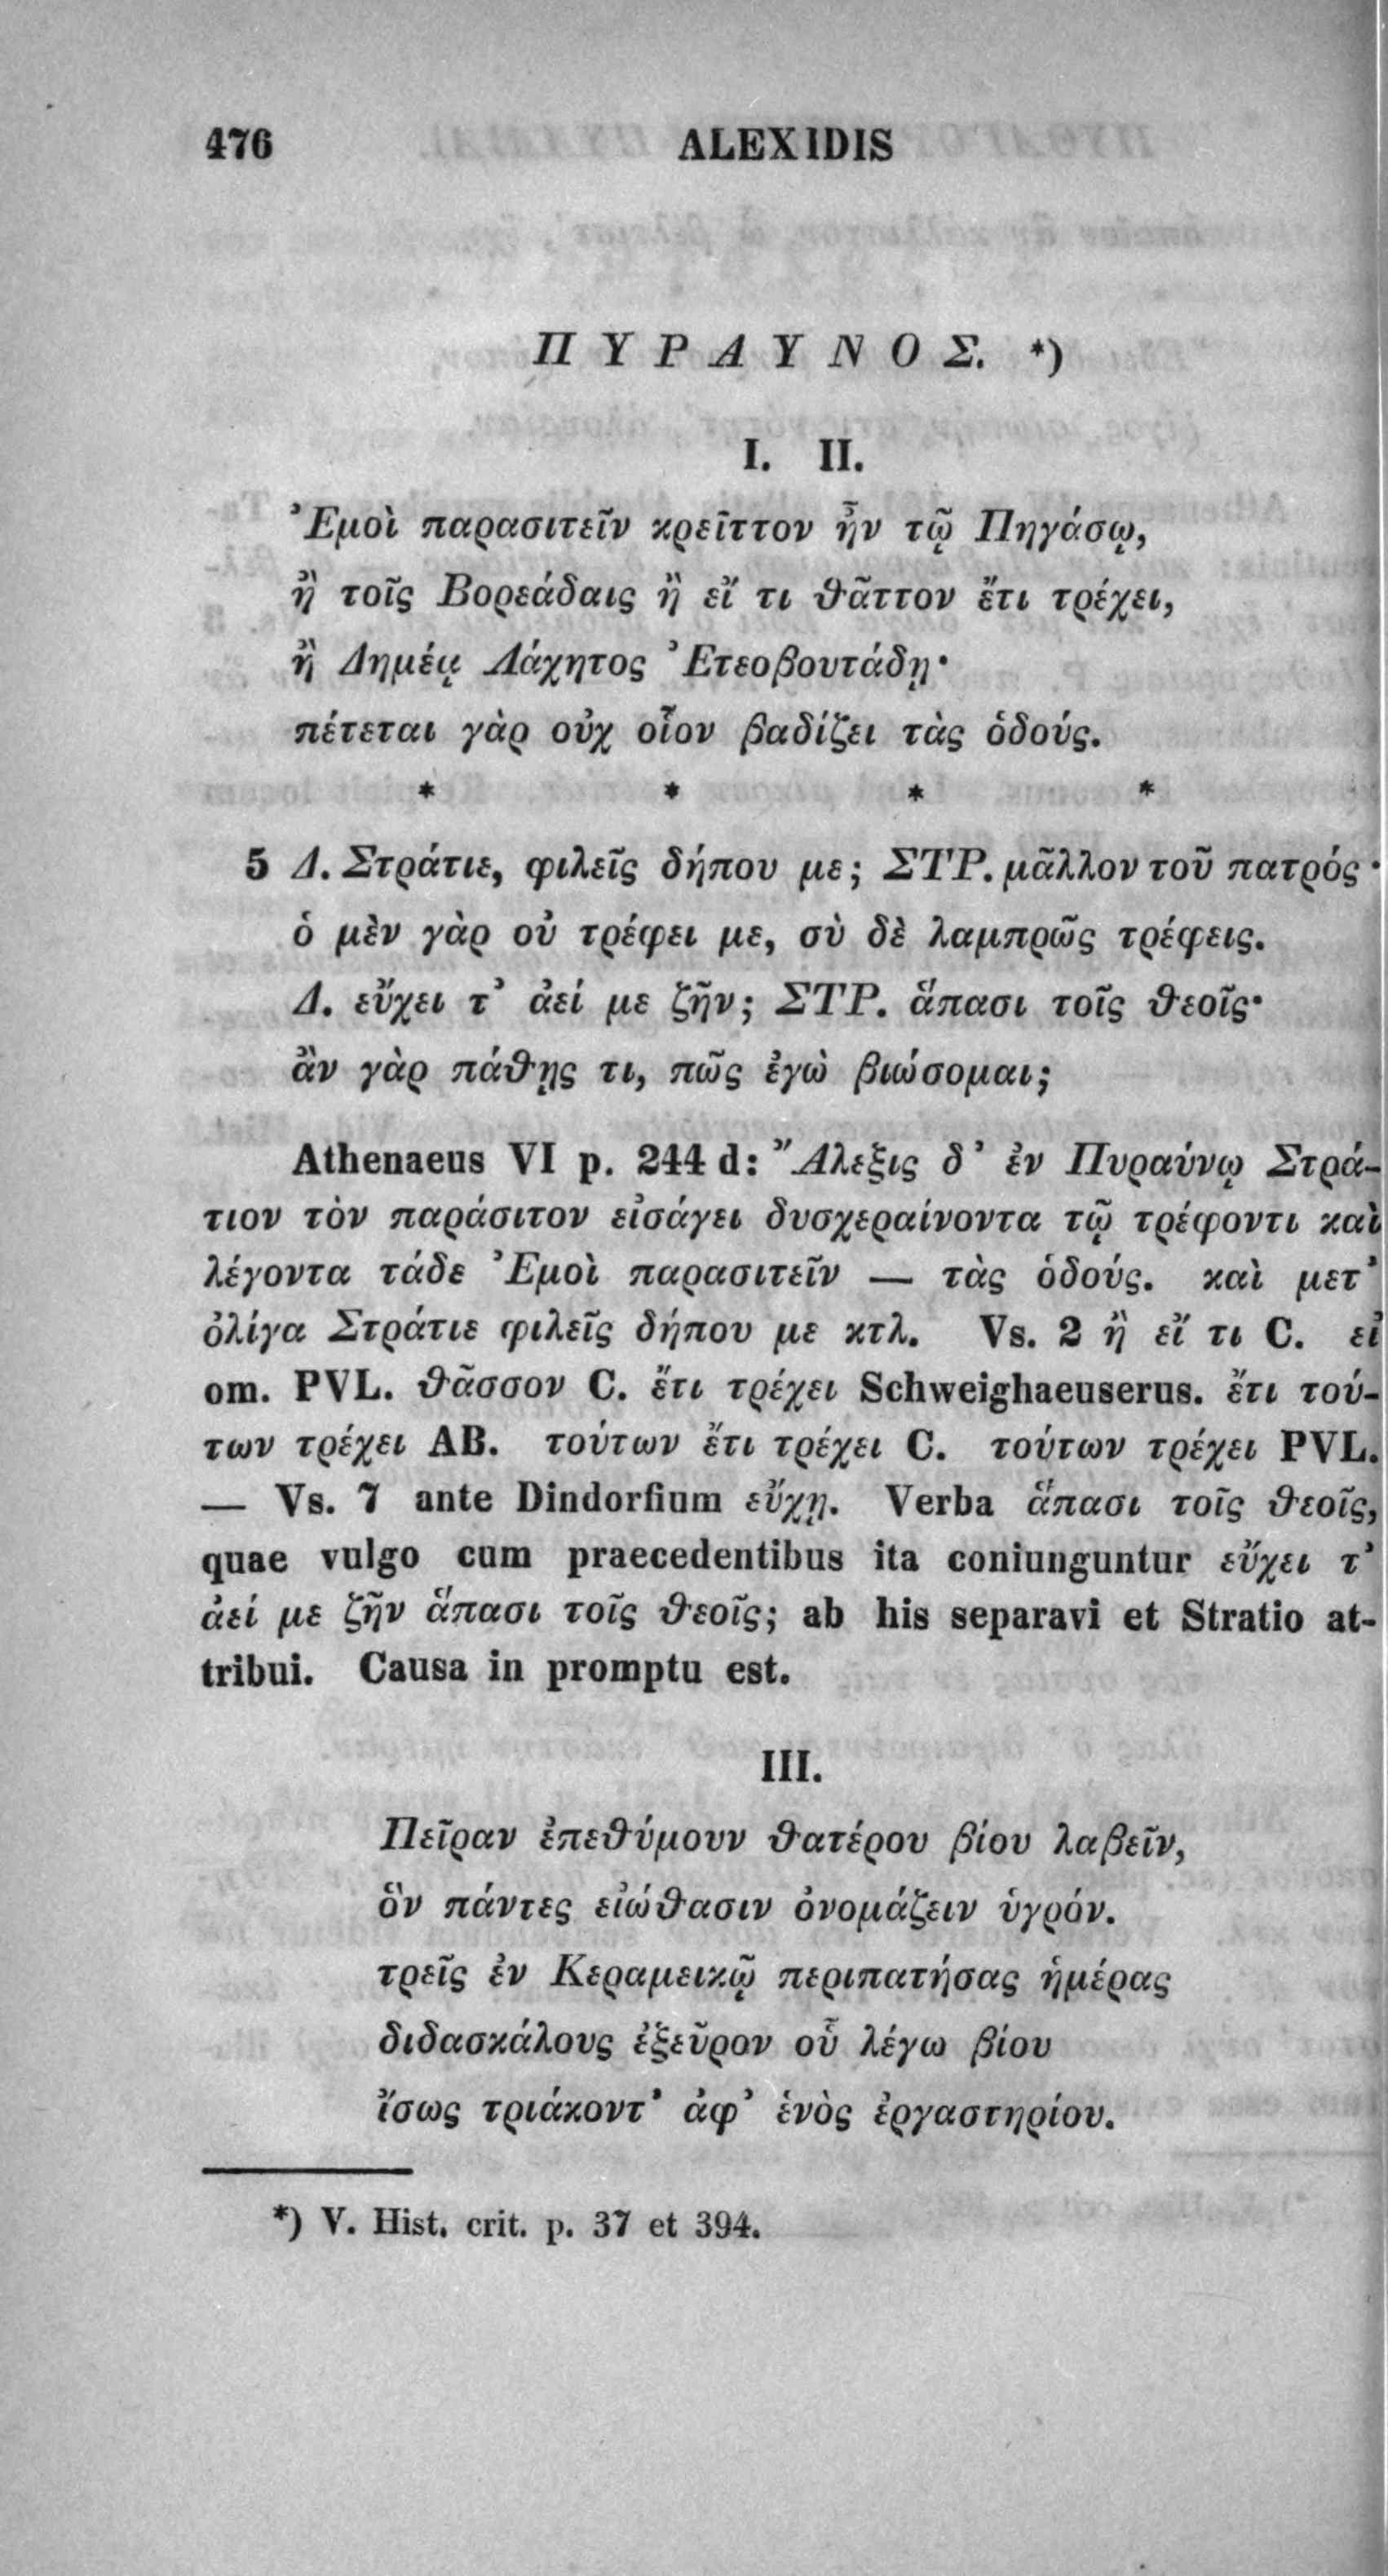 476 ALEXIDIS
ΠΥΡΑΥΝΟΣ. *)
I. II.
Ἐμοὶ παρασιτεῖν κρεῖττον ἦν τῷ Πηγάσῳ,
ἢ τοῖς Βορεάδαις ἢ εἴ τι θᾶττον ἔτι τρέχει,
ἢ Δημέᾳ Λάχητος Ἐτεοβουτάδῃ·
πέτεται γὰρ οὐχ οἷον βαδίζει τὰς ὁδούς.
* * * *
5 Δ. Στράτιε, φιλεῖς δήπου με; ΣΤΡ. μᾶλλον τοῦ πατρός·
ὁ μὲν γὰρ οὐ τρέφει με, σὺ δὲ λαμπρῶς τρέφεις.
Δ. εὔχει τ’ ἀεί με ζῆν; ΣΤΡ. ἅπασι τοῖς θεοῖς·
ἂν γὰρ πάθῃς τι, πῶς ἐγὼ βιώσομαι;
Athenaeus VI p. 244 d: Ἄλεξις δ’ ἐν Πυραύνῳ Στρά-
τιον τὸν παράσιτον εἰσάγει δυσχεραίνοντα τῷ τρέφοντι καὶ
λέγοντα τάδε Ἐμοὶ παρασιτεῖν — τὰς ὁδούς. καὶ μετ’
ὀλίγα Στράτιε φιλεῖς δήπου με κτλ. Vs. 2 ἢ εἴ τι C. εἰ
om. PVL. θᾶσσον C. ἔτι τρέχει Schweighaeuserus. ἔτι τού-
των τρέχει AB. τούτων ἔτι τρέχει C. τούτων τρέχει PVL.
— Vs. 7 ante Dindorfium εὔχῃ. Verba ἅπασι τοῖς θεοῖς,
quae vulgo cum praecedentibus ita coniunguntur εὔχει τ’
ἀεί με ζῆν ἅπασι τοῖς θεοῖς; ab his separavi et Stratio at-
tribui. Causa in promptu est.
III.
Πεῖραν ἐπεθύμουν θατέρου βίου λαβεῖν,
ὃν πάντες εἰώθασιν ὀνομάζειν ὑγρόν.
τρεῖς ἐν Κεραμεικῷ περιπατήσας ἡμέρας
διδασκάλους ἐξεῦρον οὗ λέγω βίου
ἴσως τριάκοντ’ ἀφ’ ἑνὸς ἐργαστηρίου.
*) V. Hist. crit. p. 37 et 394.